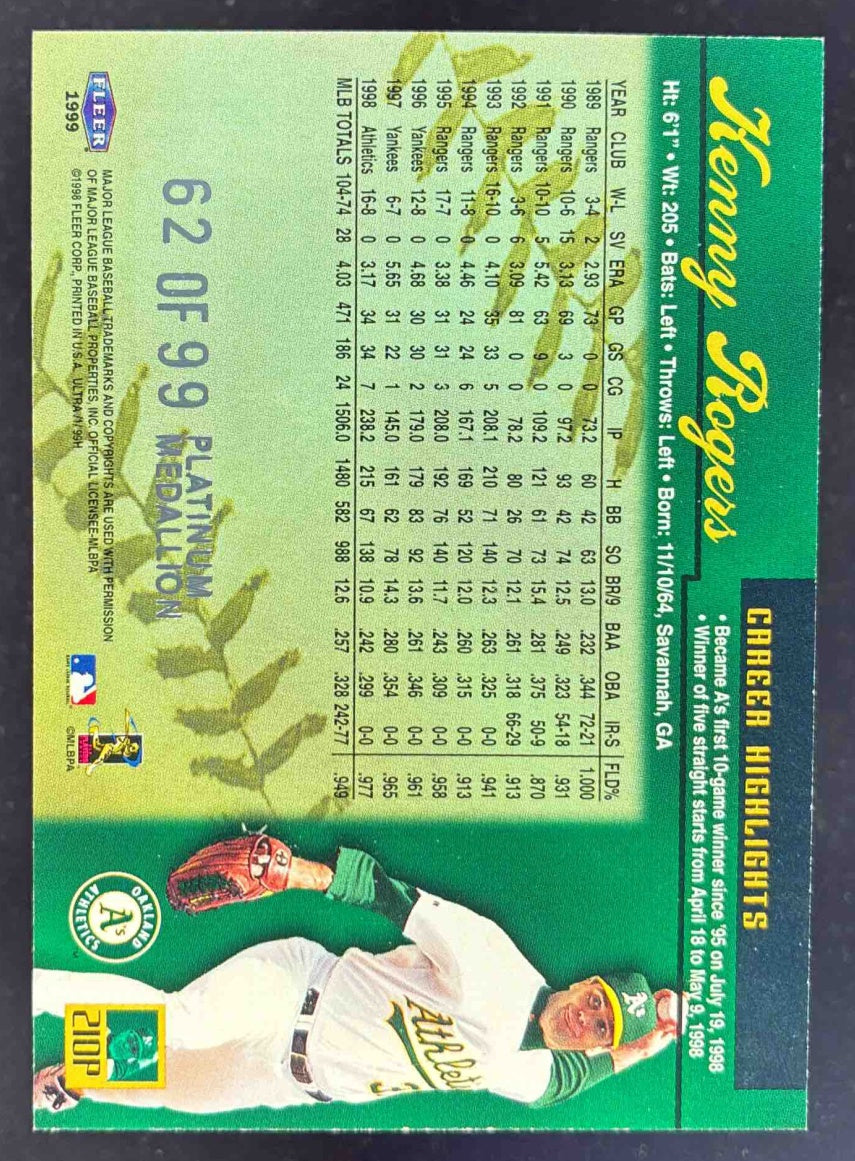 Kenny Rogers
CAREER HIGHLIGHTS
• Became A's first 10-game winner since '95 on July 19, 1998
• Winner of five straight starts from April 18 to May 9, 1998
Ht: 6'1" • Wt: 205 • Bats: Left • Throws: Left • Born: 11/10/64, Savannah, GA
YEAR CLUB W-L SV ERA GP GS CG IP H BB SO BR/9 BAA OBA IR-S FLD%
1989 Rangers 3-4 2 2.93 73 0 0 73.2 60 42 63 13.0 .232 .344 72-21 1.000
1990 Rangers 10-6 15 3.13 69 3 0 97.2 93 42 74 12.5 .249 .323 54-18 .931
1991 Rangers 10-10 5 5.42 63 9 0 109.2 121 61 73 15.4 .281 .375 50-9 .870
1992 Rangers 3-6 6 3.09 81 0 0 78.2 80 26 70 12.1 .261 .318 66-29 .913
1993 Rangers 16-10 0 4.10 35 33 5 208.1 210 71 140 12.3 .263 .325 0-0 .941
1994 Rangers 11-8 0 4.46 24 24 6 167.1 169 52 120 12.0 .260 .315 0-0 .913
1995 Rangers 17-7 0 3.38 31 31 3 208.0 192 76 140 11.7 .243 .309 0-0 .958
1996 Yankees 12-8 0 4.68 30 30 2 179.0 179 83 92 13.6 .261 .346 0-0 .961
1997 Yankees 6-7 0 5.65 31 22 1 145.0 161 62 78 14.3 .280 .354 0-0 .965
1998 Athletics 16-8 0 3.17 34 34 7 238.2 215 67 138 10.9 .242 .299 0-0 .977
MLB TOTALS 104-74 28 4.03 471 186 24 1506.0 1480 582 988 12.6 .257 .328 242-77 .949
62 OF 99 PLATINUM
MEDALLION
FLEER
1999
MAJOR LEAGUE BASEBALL TRADEMARKS AND COPYRIGHTS ARE USED WITH PERMISSION
OF MAJOR LEAGUE BASEBALL PROPERTIES, INC. OFFICIAL LICENSEE-MLBPA
©1998 FLEER CORP., PRINTED IN U.S.A. ULTRA/1/99H
©MLBPA
OAKLAND
A's
ATHLETICS
A's
Athletics
210P